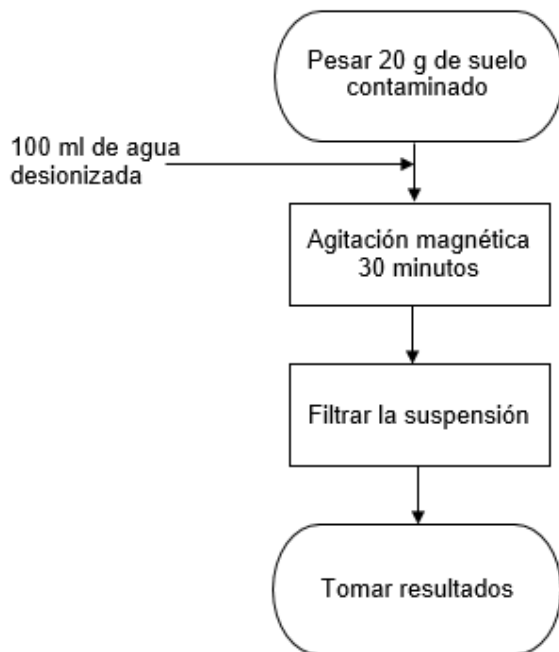 Pesar 20 g de suelo
contaminado
100 ml de agua
desionizada
Agitación magnética
30 minutos
Filtrar la suspensión
Tomar resultados